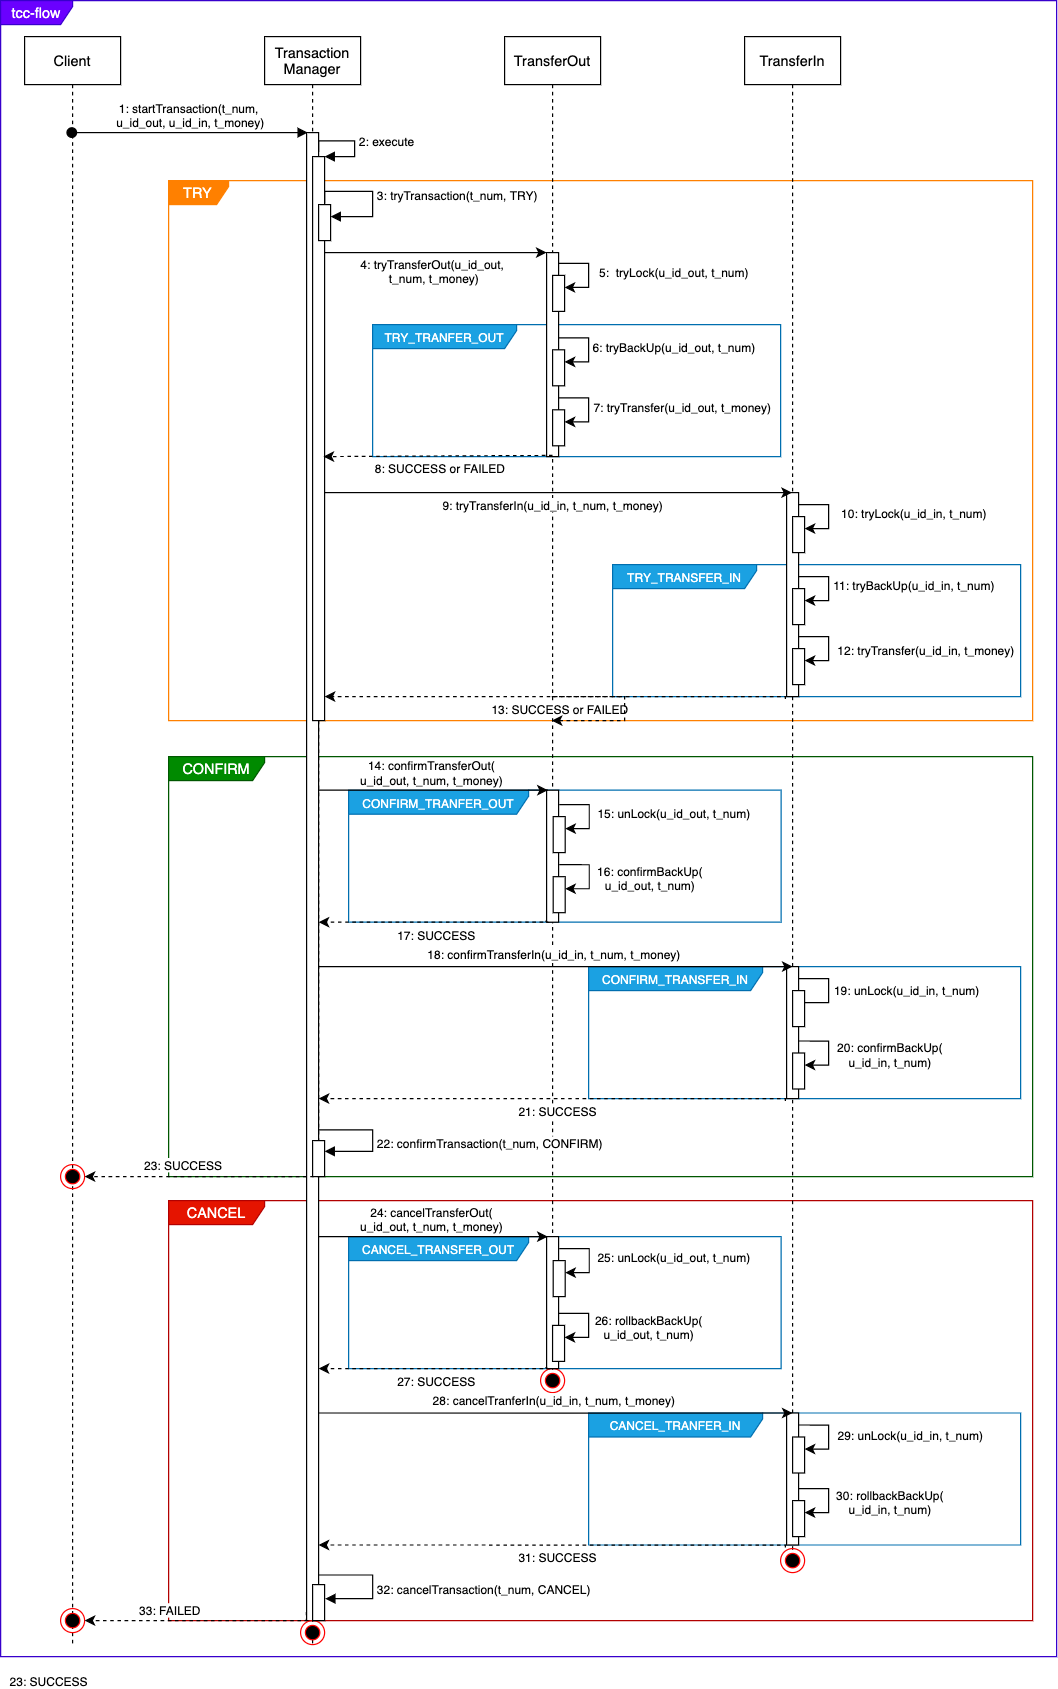 tcc-flow
Client
Transaction
Manager
TransferOut
TransferIn
1: startTransaction(t_num,
u_id_out, u_id_in, t_money)
2: execute
TRY
3: tryTransaction(t_num, TRY)
4: tryTransferOut(u_id_out,
t_num, t_money)
5:  tryLock(u_id_out, t_num)
TRY_TRANFER_OUT
6: tryBackUp(u_id_out, t_num)
7: tryTransfer(u_id_out, t_money)
8: SUCCESS or FAILED
9: tryTransferIn(u_id_in, t_num, t_money)
10: tryLock(u_id_in, t_num)
TRY_TRANSFER_IN
11: tryBackUp(u_id_in, t_num)
12: tryTransfer(u_id_in, t_money)
13: SUCCESS or FAILED
CONFIRM
14: confirmTransferOut(
u_id_out, t_num, t_money)
CONFIRM_TRANFER_OUT
15: unLock(u_id_out, t_num)
16: confirmBackUp(
u_id_out, t_num)
17: SUCCESS
18: confirmTransferIn(u_id_in, t_num, t_money)
CONFIRM_TRANSFER_IN
19: unLock(u_id_in, t_num)
20: confirmBackUp(
u_id_in, t_num)
21: SUCCESS
22: confirmTransaction(t_num, CONFIRM)
23: SUCCESS
CANCEL
24: cancelTransferOut(
u_id_out, t_num, t_money)
CANCEL_TRANSFER_OUT
25: unLock(u_id_out, t_num)
26: rollbackBackUp(
u_id_out, t_num)
27: SUCCESS
28: cancelTranferIn(u_id_in, t_num, t_money)
CANCEL_TRANFER_IN
29: unLock(u_id_in, t_num)
30: rollbackBackUp(
u_id_in, t_num)
31: SUCCESS
32: cancelTransaction(t_num, CANCEL)
33: FAILED
23: SUCCESS